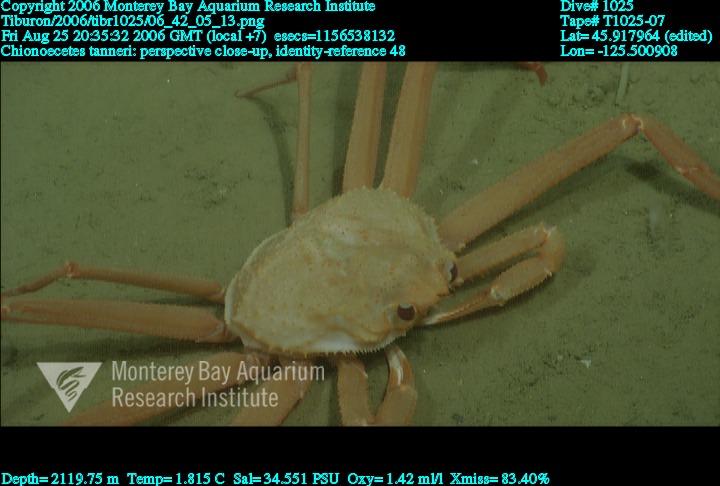 Copyright 2006 Monterey Bay Aquarium Research Institute
Dive# 1025
Tiburon/2006/tibr1025/06_42_05_13.png
Tape# T1025-07
Fri Aug 25 20:35:32 2006 GMT (local +7) esecs=1156538132
Lat= 45.917964 (edited)
Chionoecetes tanneri: perspective close-up, identity-reference 48
Lon= -125.500908
Monterey Bay Aquarium
Research Institute
Depth= 2119.75 m Temp= 1.815 C Sal= 34.551 PSU Oxy= 1.42 ml/l Xmiss= 83.40%